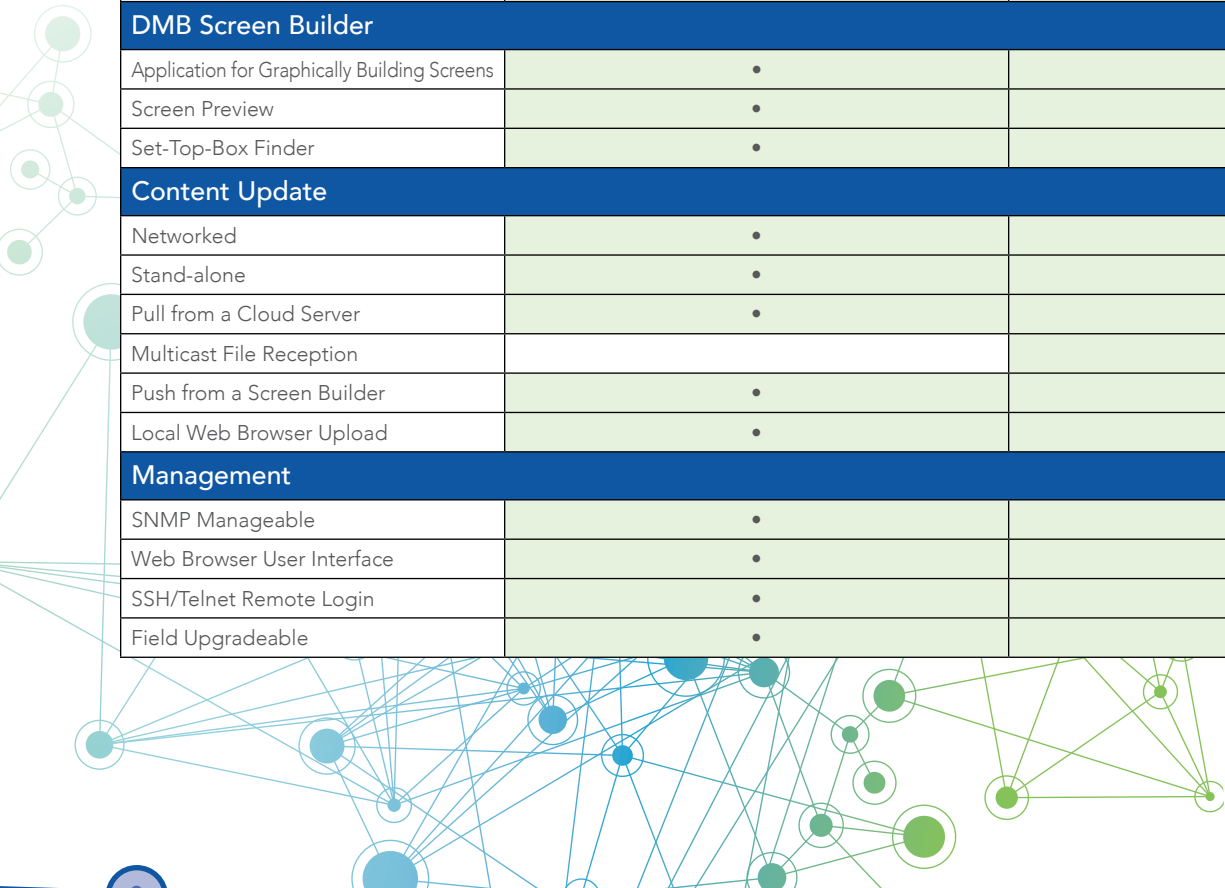 DMB Screen Builder
Application for Graphically Building Screens •
Screen Preview •
Set-Top-Box Finder •
Content Update
Networked •
Stand-alone •
Pull from a Cloud Server •
Multicast File Reception
Push from a Screen Builder •
Local Web Browser Upload •
Management
SNMP Manageable •
Web Browser User Interface •
SSH/Telnet Remote Login •
Field Upgradeable •